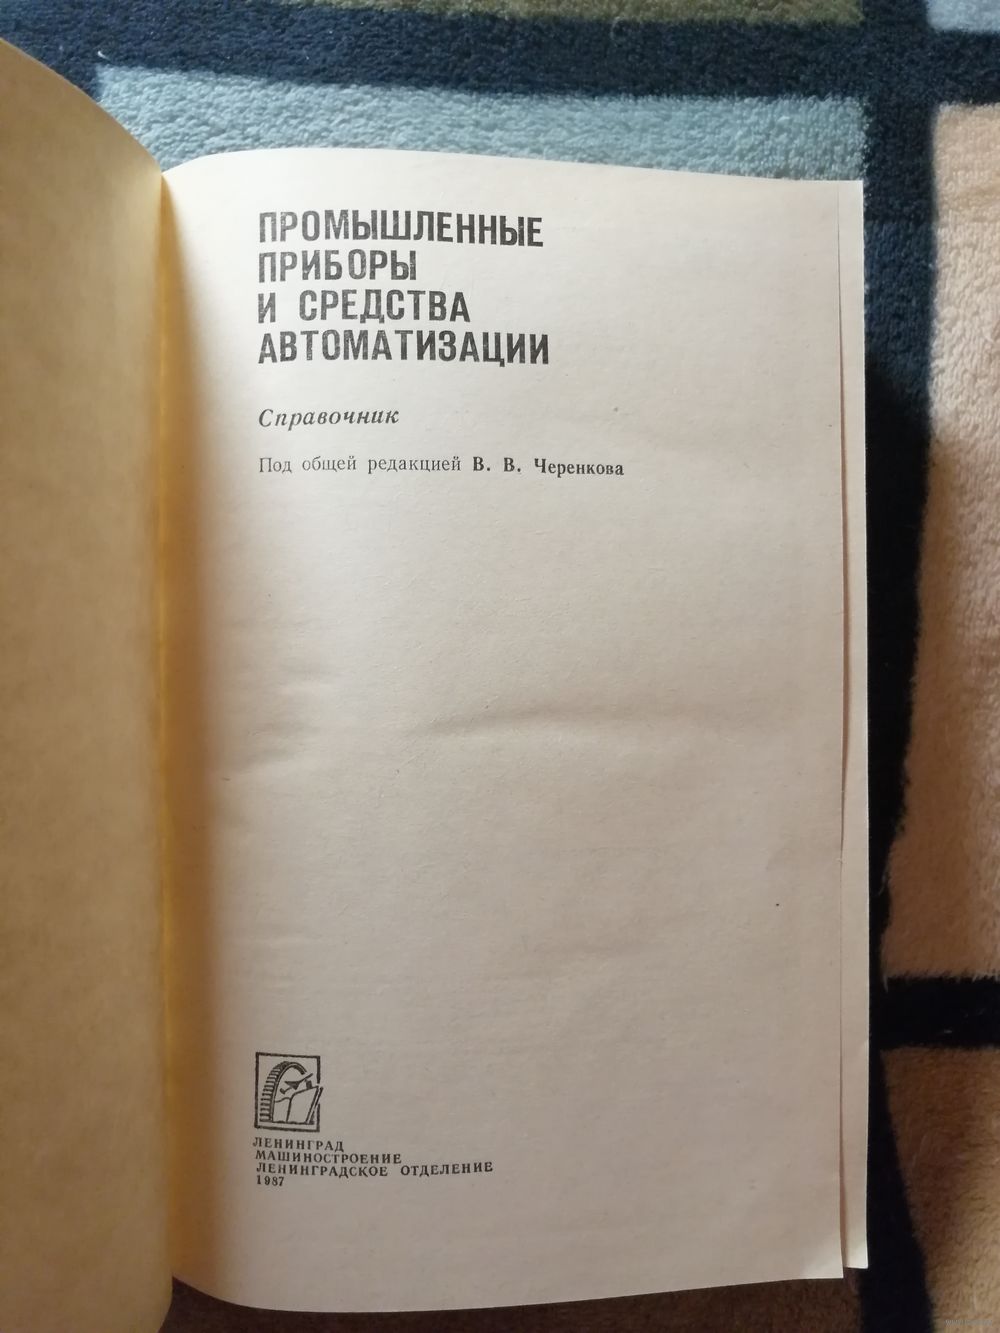 ПРОМЫШЛЕННЫЕ
ПРИБОРЫ
И СРЕДСТВА
АВТОМАТИЗАЦИИ
Справочник
Под общей редакцией В. В. Черенкова
ЛЕНИНГРАД
МАШИНОСТРОЕНИЕ
ЛЕНИНГРАДСКОЕ ОТДЕЛЕНИЕ
1987